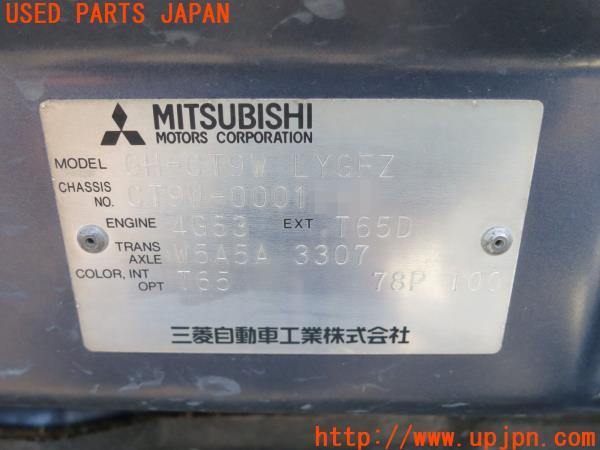 USED PARTS JAPAN
MITSUBISHI
MOTORS CORPORATION
MODEL GH-CT9W LYGFZ
CHASSIS NO. CT9W-0001
ENGINE 4G63 EXT T65D
TRANS AXLE W5A5A 3307
COLOR, INT OPT T65 78P 100
三菱自動車工業株式会社
http://www.upjpn.com/